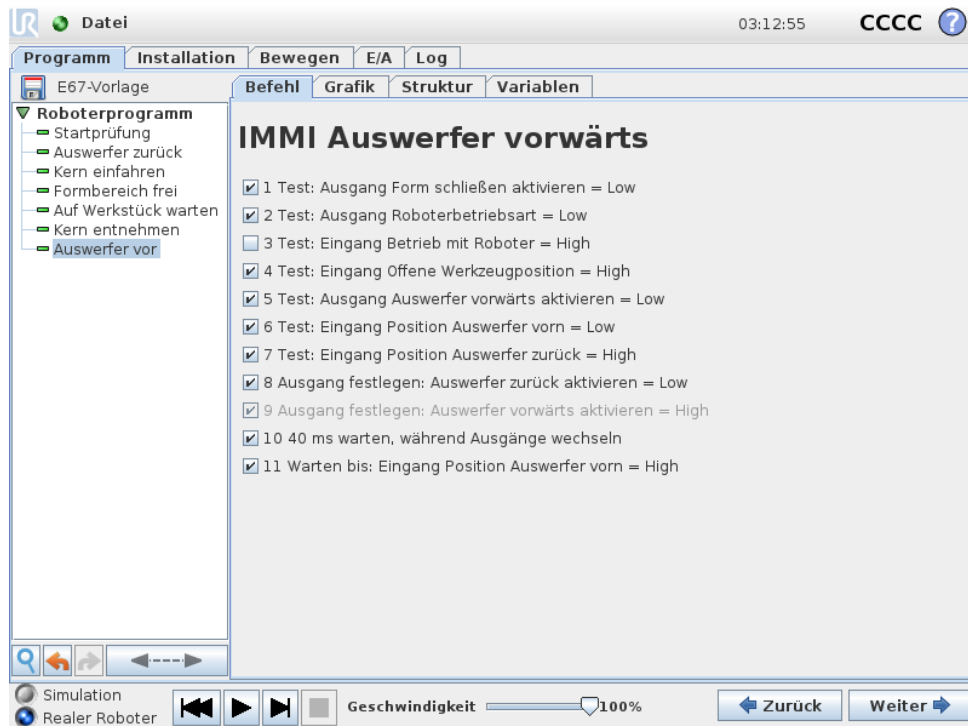 UR Datei 03:12:55 CCCC ?
Programm Installation Bewegen E/A Log
E67-Vorlage
Befehl Grafik Struktur Variablen
Roboterprogramm
Startprüfung
Auswerfer zurück
Kern einfahren
Formbereich frei
Auf Werkstück warten
Kern entnehmen
Auswerfer vor
IMMI Auswerfer vorwärts
1 Test: Ausgang Form schließen aktivieren = Low
2 Test: Ausgang Roboterbetriebsart = Low
3 Test: Eingang Betrieb mit Roboter = High
4 Test: Eingang Offene Werkzeugposition = High
5 Test: Ausgang Auswerfer vorwärts aktivieren = Low
6 Test: Eingang Position Auswerfer vorn = Low
7 Test: Eingang Position Auswerfer zurück = High
8 Ausgang festlegen: Auswerfer zurück aktivieren = Low
9 Ausgang festlegen: Auswerfer vorwärts aktivieren = High
10 40 ms warten, während Ausgänge wechseln
11 Warten bis: Eingang Position Auswerfer vorn = High
Simulation
Realer Roboter
Geschwindigkeit 100%
Zurück Weiter